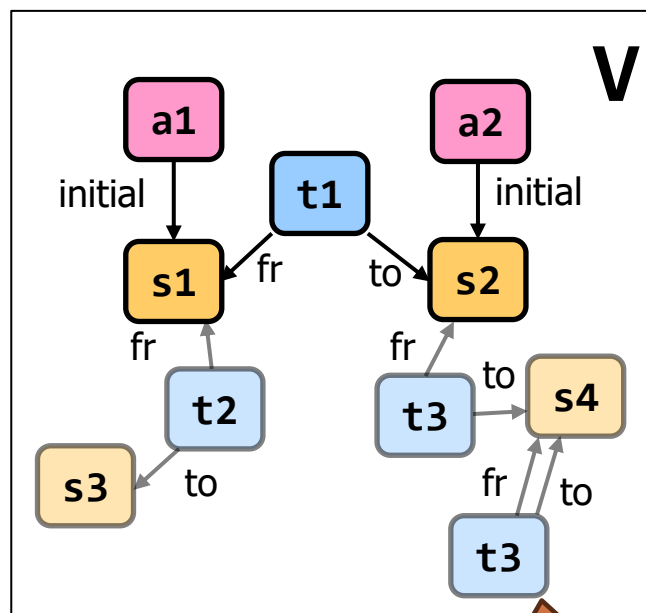 V
a1
a2
initial
t1
initial
s1
fr
to
s2
fr
fr
to
t2
t3
s4
s3
to
fr
to
t3